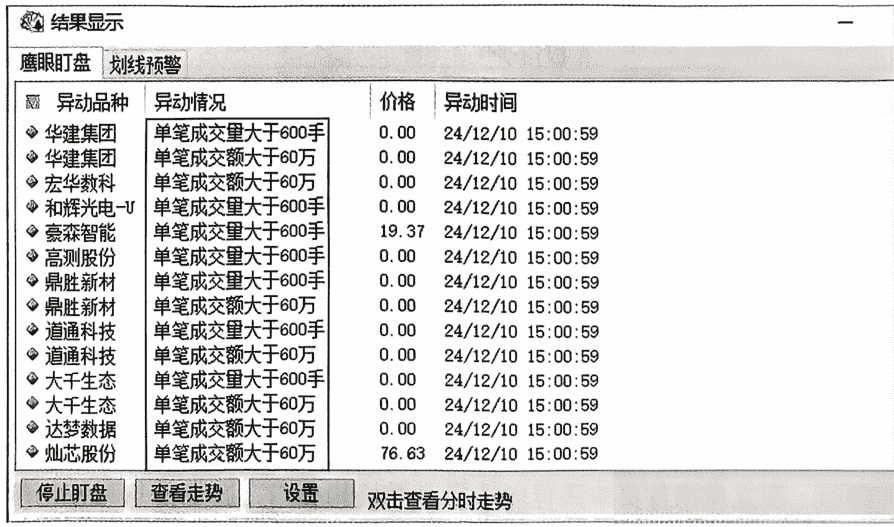 结果显示
鹰眼盯盘 划线预警
异动品种 异动情况 价格 异动时间
华建集团 单笔成交量大于600手 0.00 24/12/10 15:00:59
华建集团 单笔成交额大于60万 0.00 24/12/10 15:00:59
宏华数科 单笔成交额大于60万 0.00 24/12/10 15:00:59
和辉光电-U 单笔成交量大于600手 0.00 24/12/10 15:00:59
豪森智能 单笔成交量大于600手 19.37 24/12/10 15:00:59
高测股份 单笔成交量大于600手 0.00 24/12/10 15:00:59
鼎胜新材 单笔成交量大于600手 0.00 24/12/10 15:00:59
鼎胜新材 单笔成交额大于60万 0.00 24/12/10 15:00:59
道通科技 单笔成交量大于600手 0.00 24/12/10 15:00:59
道通科技 单笔成交额大于60万 0.00 24/12/10 15:00:59
大千生态 单笔成交量大于600手 0.00 24/12/10 15:00:59
大千生态 单笔成交额大于60万 0.00 24/12/10 15:00:59
达梦数据 单笔成交额大于60万 0.00 24/12/10 15:00:59
灿芯股份 单笔成交额大于60万 76.63 24/12/10 15:00:59
停止盯盘 查看走势 设置 双击查看分时走势